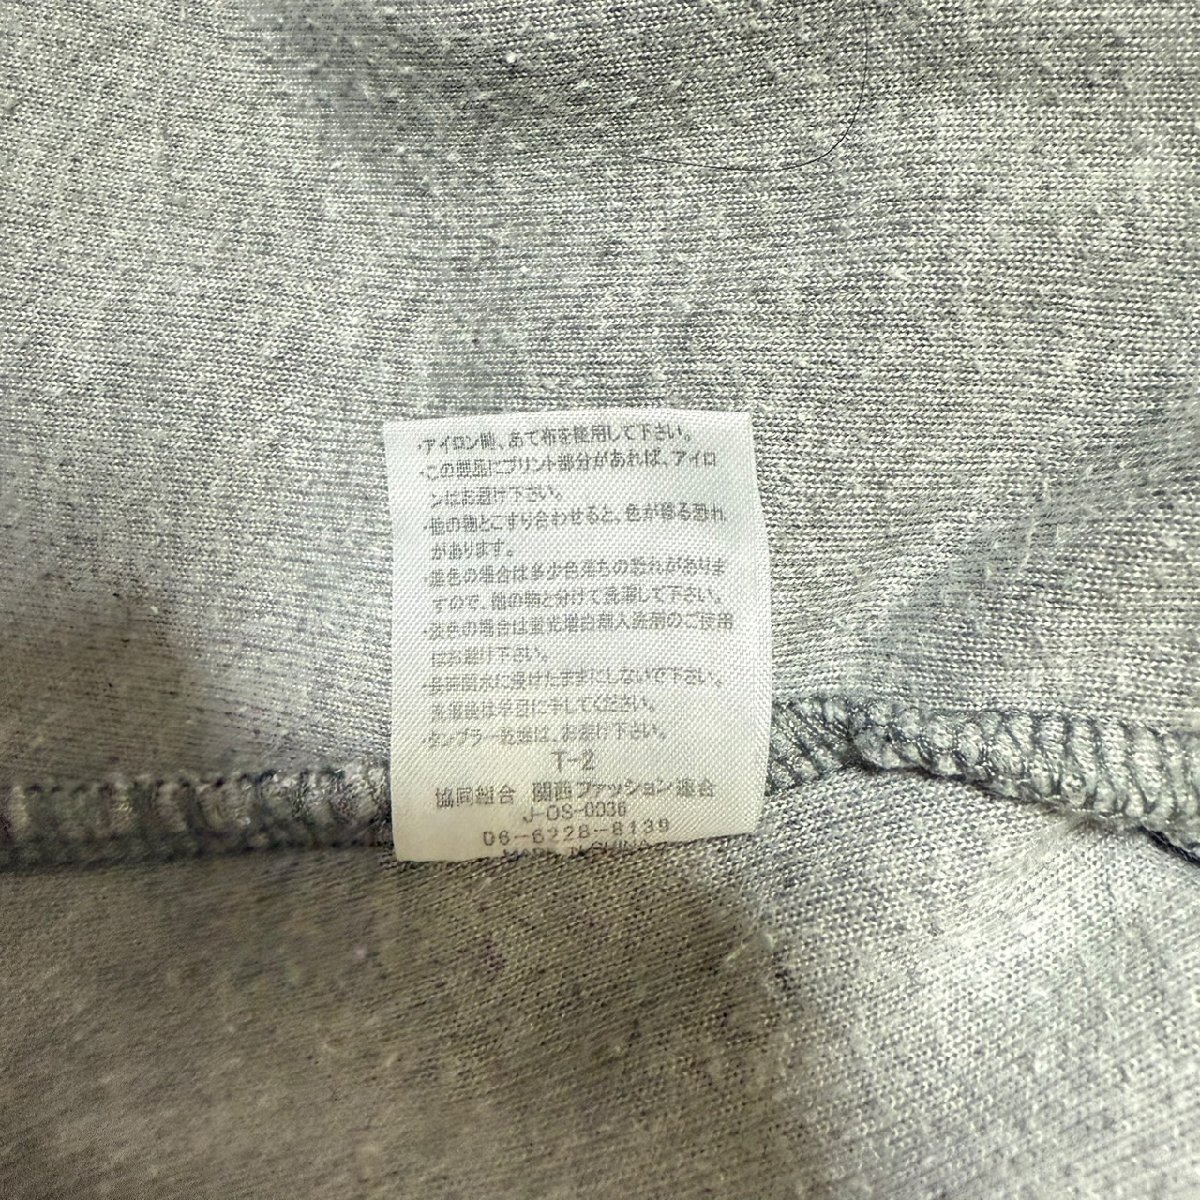 ・アイロン時、あて布を使用して下さい。
・この製品にプリント部分があれば、アイロ
ンはお避け下さい。
・他の物とこすり合わせると、色が移る恐れ
があります。
・濃色の場合は多少色落ちの恐れがありま
すので、他の物と分けて洗濯して下さい。
・淡色の場合は蛍光増白剤入洗剤のご使用
はお避け下さい。
・長時間水に浸けたままにしないで下さい。
洗濯後は早目に干してください。
・タンブラー乾燥は、お避け下さい。
T-2
協同組合 関西ファッション連合
J-OS-0036
06-6228-8139
MADE IN CHINA